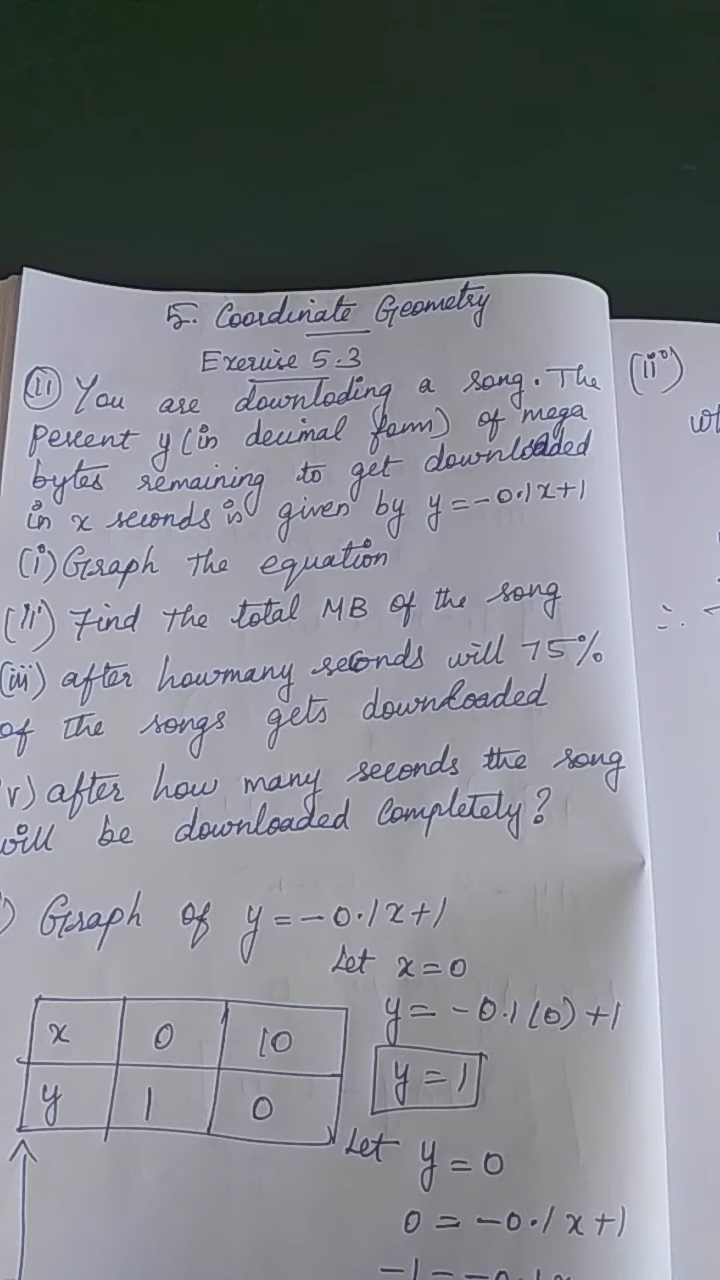 5. Coordinate Geometry
Exercise 5.3
(11) You are downloding a song. The
percent y (in decimal form) of mega
bytes remaining to get downloaded
in x seconds is given by y = -0.1x+1
(i) Graph the equation
(ii) Find the total MB of the song
(iii) after howmany seconds will 75%
of the songs gets downloaded
v) after how many seconds the song
will be downloaded completely?
) Graph of y = -0.1x+1
Let x = 0
y = -0.1(0)+1
x 0 10
y = 1
y 1 0
Let y = 0
0 = -0.1x+1
(ii)
∴